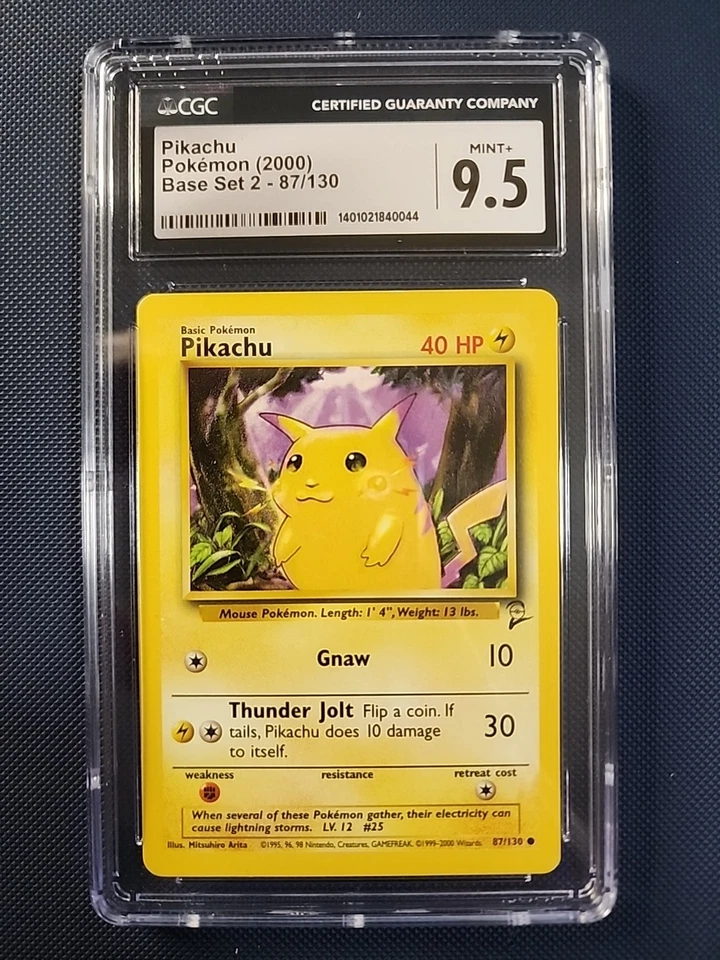 CGC CERTIFIED GUARANTY COMPANY
Pikachu
Pokémon (2000)
Base Set 2 - 87/130
MINT+
9.5
1401021840044
Basic Pokémon
Pikachu 40 HP
Mouse Pokémon. Length: 1' 4", Weight: 13 lbs.
Gnaw 10
Thunder Jolt Flip a coin. If
tails, Pikachu does 10 damage
to itself.
30
weakness resistance retreat cost
When several of these Pokémon gather, their electricity can
cause lightning storms. LV. 12 #25
Illus. Mitsuhiro Arita ©1995, 96, 98 Nintendo, Creatures, GAMEFREAK. ©1999-2000 Wizards. 87/130